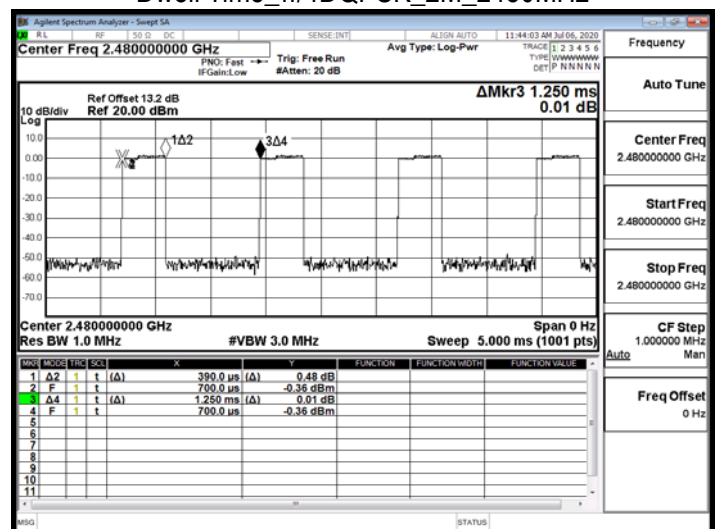 Agilent Spectrum Analyzer - Swept SA
RL RF 50 Ω DC SENSE:INT ALIGN AUTO 11:44:03 AM Jul 06, 2020
Center Freq 2.480000000 GHz
PNO: Fast
IFGain:Low
Trig: Free Run
#Atten: 20 dB
Avg Type: Log-Pwr
TRACE 1 2 3 4 5 6
TYPE WWWWWW
DET P N N N N N
ΔMkr3 1.250 ms
0.01 dB
Ref Offset 13.2 dB
10 dB/div Ref 20.00 dBm
Log
10.0
0.00
-10.0
-20.0
-30.0
-40.0
-50.0
-60.0
-70.0
1Δ2
3Δ4
Center 2.480000000 GHz Span 0 Hz
Res BW 1.0 MHz #VBW 3.0 MHz Sweep 5.000 ms (1001 pts)
MKR MODE TRC SCL X Y FUNCTION FUNCTION WIDTH FUNCTION VALUE
1 Δ2 1 t (Δ) 390.0 µs (Δ) 0.48 dB
2 F 1 t 700.0 µs -0.36 dBm
3 Δ4 1 t (Δ) 1.250 ms (Δ) 0.01 dB
4 F 1 t 700.0 µs -0.36 dBm
5
6
7
8
9
10
11
MSG STATUS
Frequency
Auto Tune
Center Freq
2.480000000 GHz
Start Freq
2.480000000 GHz
Stop Freq
2.480000000 GHz
CF Step
1.000000 MHz
Auto Man
Freq Offset
0 Hz